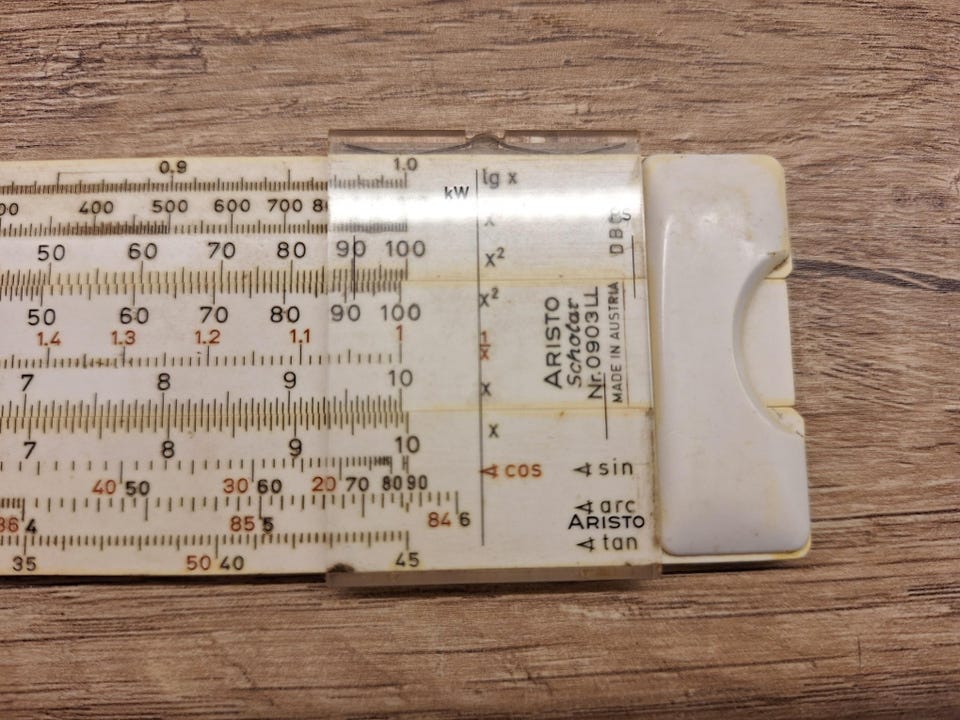 0.9 1.0
kW lg x
400 500 600 700
x
50 60 70 80 90 100 x²
50 60 70 80 90 100 x²
1.4 1.3 1.2 1.1 1 1/x
7 8 9 10 x
7 8 9 10 x
40 50 30 60 20 70 80 90 ∢ cos ∢ sin
86 4 85 5 84 6 ∢ arc
ARISTO
35 50 40 45 ∢ tan
ARISTO
Scholar
Nr. 0903 LL
MADE IN AUSTRIA